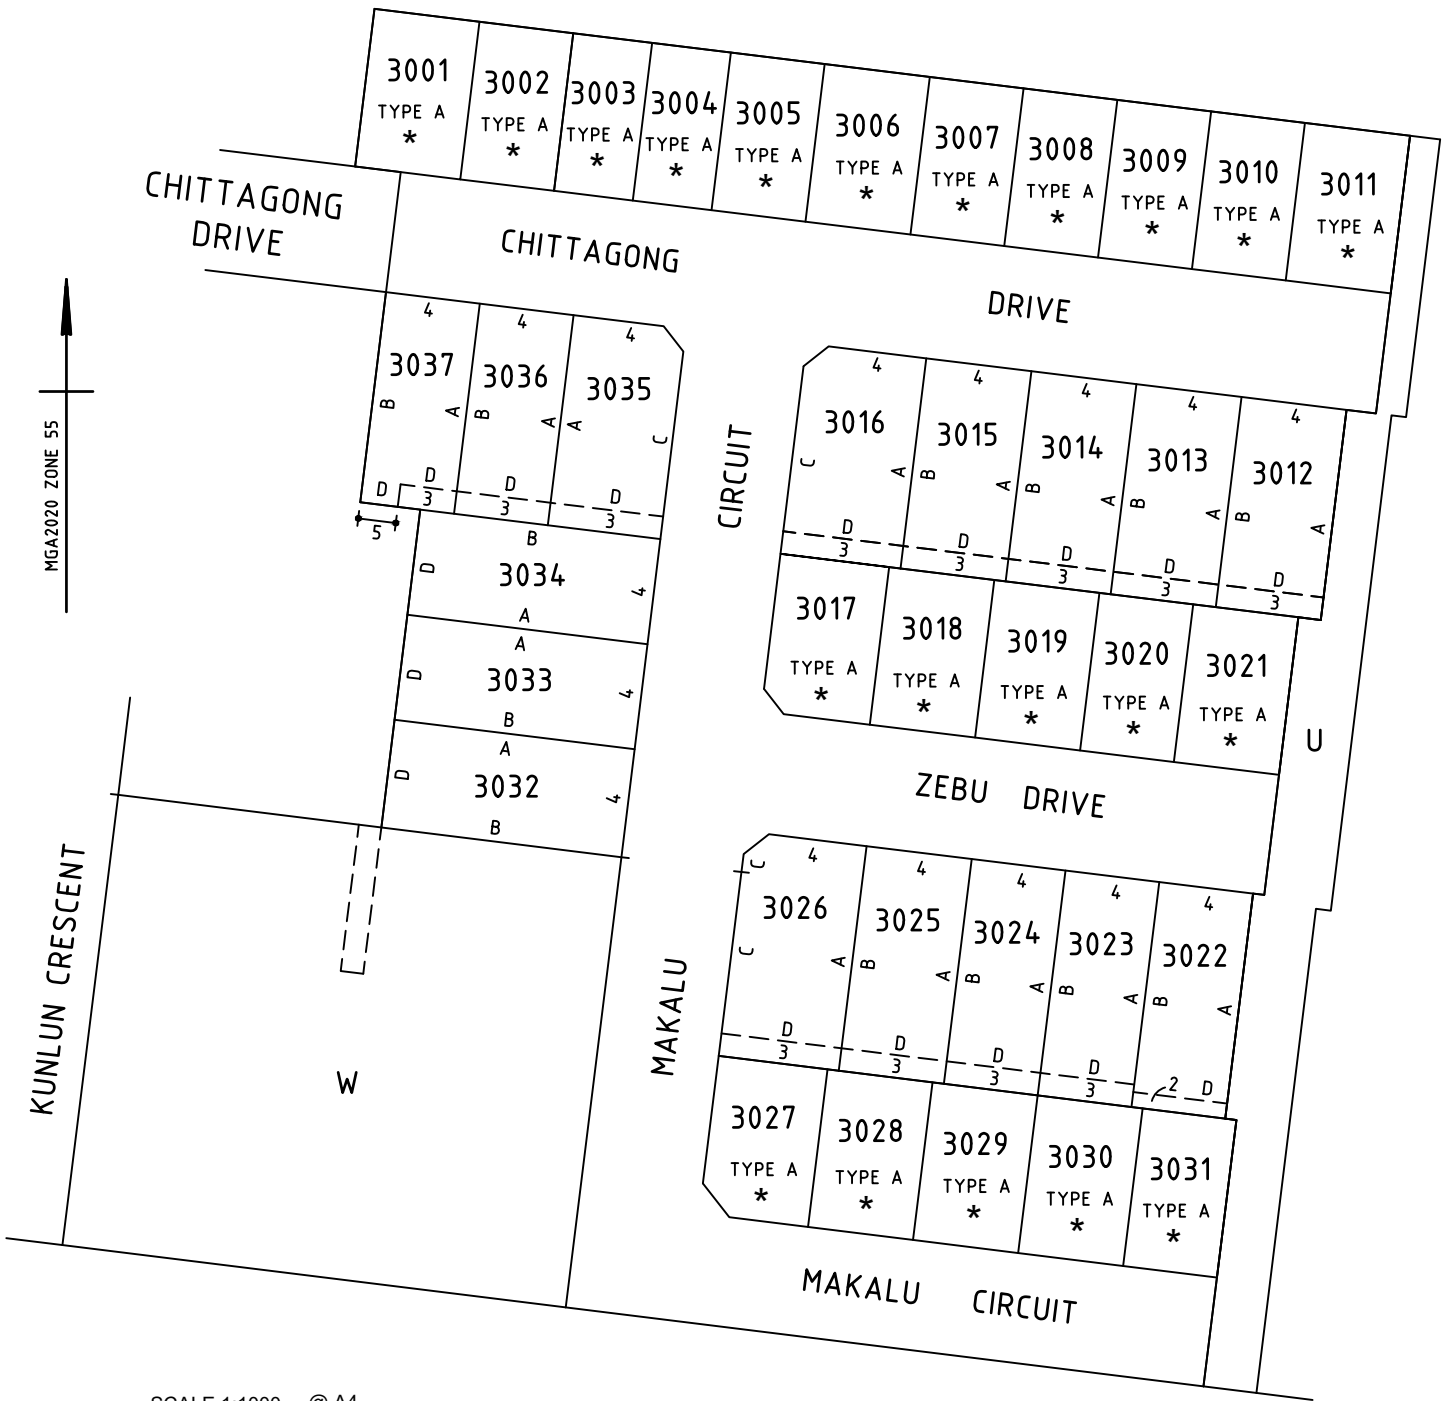 3001
TYPE A
*
3002
TYPE A
*
3003
TYPE A
*
3004
TYPE A
*
3005
TYPE A
*
3006
TYPE A
*
3007
TYPE A
*
3008
TYPE A
*
3009
TYPE A
*
3010
TYPE A
*
3011
TYPE A
*
CHITTAGONG
DRIVE
CHITTAGONG
DRIVE
MGA2020 ZONE 55
4
3037
B
A
D
D
3
5
4
3036
B
A
D
3
4
3035
A
C
D
3
CIRCUIT
4
3016
C
A
D
3
4
3015
B
A
D
3
4
3014
B
A
D
3
4
3013
B
A
D
3
4
3012
B
A
D
3
B
3034
D
4
A
A
3033
D
4
B
A
3032
D
4
B
3017
TYPE A
*
3018
TYPE A
*
3019
TYPE A
*
3020
TYPE A
*
3021
TYPE A
*
U
ZEBU DRIVE
KUNLUN CRESCENT
W
MAKALU
C
4
3026
C
A
D
3
4
3025
B
A
D
3
4
3024
B
A
D
3
4
3023
B
A
D
3
4
3022
B
A
2
D
3027
TYPE A
*
3028
TYPE A
*
3029
TYPE A
*
3030
TYPE A
*
3031
TYPE A
*
MAKALU CIRCUIT